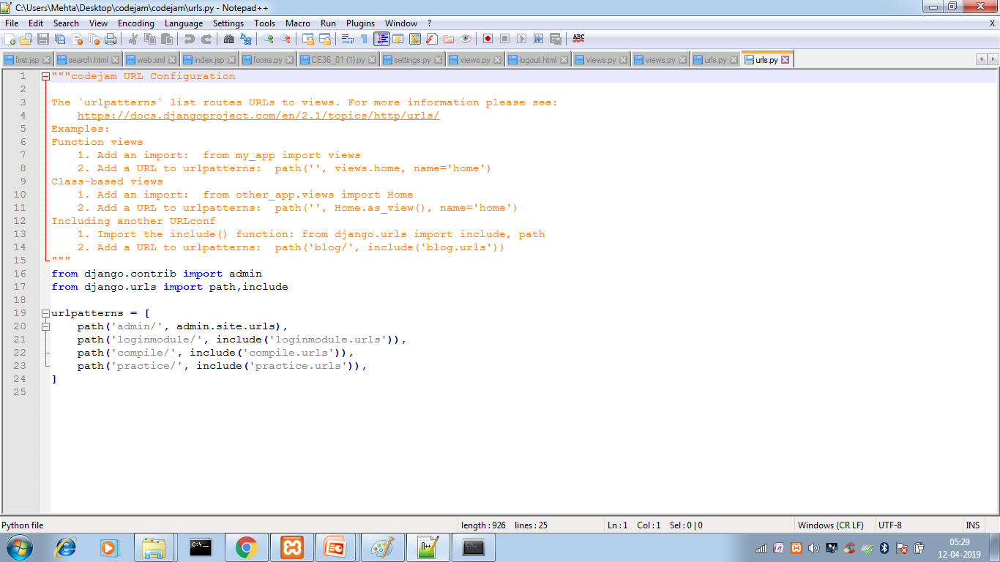 C:\Users\Mehta\Desktop\codejam\codejam\urls.py - Notepad++
File Edit Search View Encoding Language Settings Tools Macro Run Plugins Window ? X
first.jsp search.html web.xml index.jsp forms.py CE36_01 (1).py settings.py views.py logout.html views.py views.py urls.py urls.py
1 """codejam URL Configuration
2
3 The `urlpatterns` list routes URLs to views. For more information please see:
4     https://docs.djangoproject.com/en/2.1/topics/http/urls/
5 Examples:
6 Function views
7     1. Add an import:  from my_app import views
8     2. Add a URL to urlpatterns:  path('', views.home, name='home')
9 Class-based views
10     1. Add an import:  from other_app.views import Home
11     2. Add a URL to urlpatterns:  path('', Home.as_view(), name='home')
12 Including another URLconf
13     1. Import the include() function: from django.urls import include, path
14     2. Add a URL to urlpatterns:  path('blog/', include('blog.urls'))
15 """
16 from django.contrib import admin
17 from django.urls import path,include
18
19 urlpatterns = [
20     path('admin/', admin.site.urls),
21     path('loginmodule/', include('loginmodule.urls')),
22     path('compile/', include('compile.urls')),
23     path('practice/', include('practice.urls')),
24 ]
25
Python file length : 926 lines : 25 Ln : 1 Col : 1 Sel : 0 | 0 Windows (CR LF) UTF-8 INS
05:29
12-04-2019